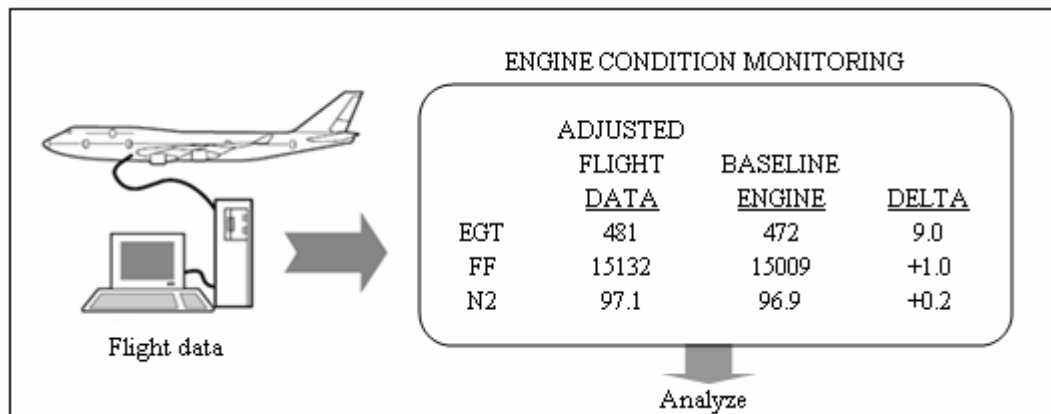 ENGINE CONDITION MONITORING
ADJUSTED
FLIGHT BASELINE
DATA ENGINE DELTA
EGT 481 472 9.0
FF 15132 15009 +1.0
N2 97.1 96.9 +0.2
Flight data
Analyze